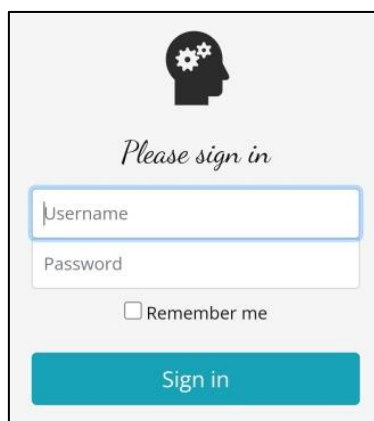 Please sign in
Username
Password
Remember me
Sign in